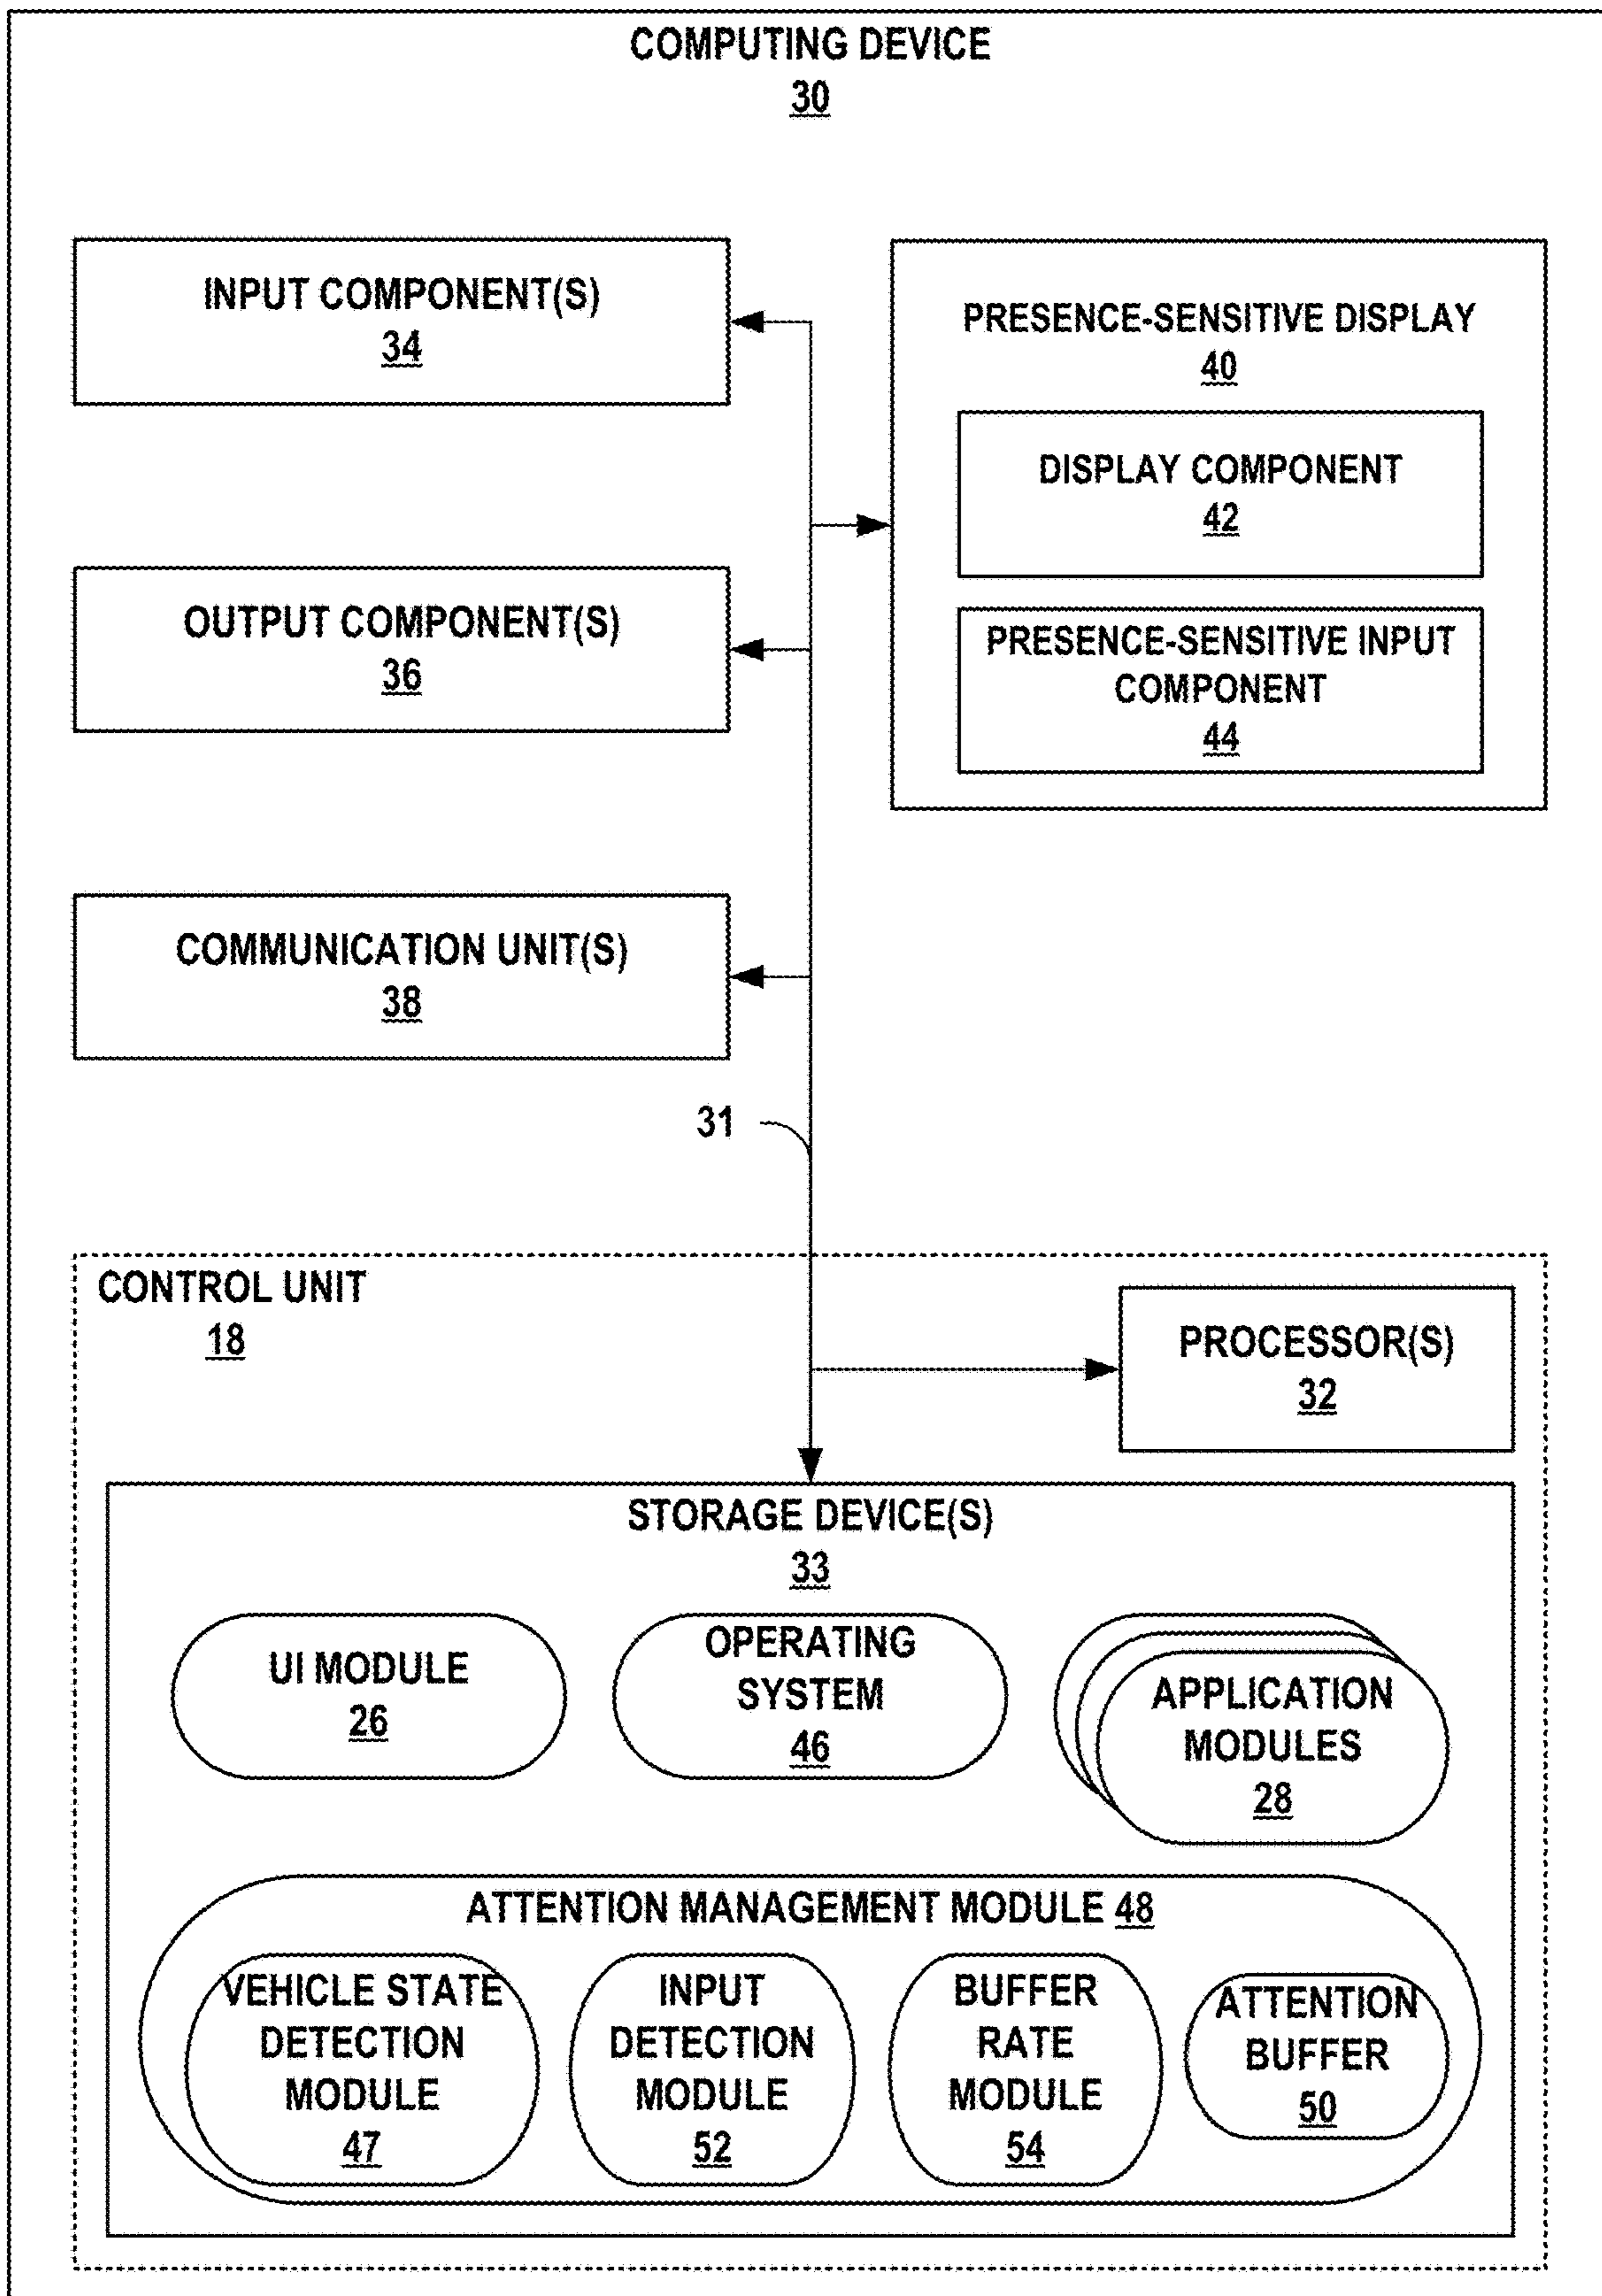 COMPUTING DEVICE
30
INPUT COMPONENT(S)
34
PRESENCE-SENSITIVE DISPLAY
40
DISPLAY COMPONENT
42
OUTPUT COMPONENT(S)
36
PRESENCE-SENSITIVE INPUT
COMPONENT
44
COMMUNICATION UNIT(S)
38
31
CONTROL UNIT
18
PROCESSOR(S)
32
STORAGE DEVICE(S)
33
UI MODULE
26
OPERATING
SYSTEM
46
APPLICATION
MODULES
28
ATTENTION MANAGEMENT MODULE 48
VEHICLE STATE
DETECTION
MODULE
47
INPUT
DETECTION
MODULE
52
BUFFER
RATE
MODULE
54
ATTENTION
BUFFER
50